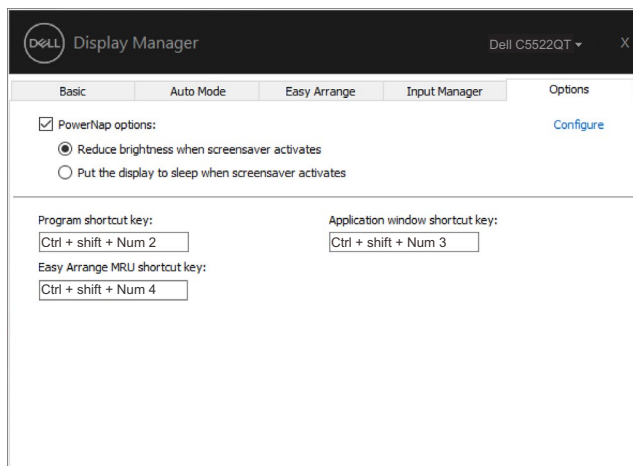 DELL Display Manager Dell C5522QT X
Basic Auto Mode Easy Arrange Input Manager Options
PowerNap options: Configure
Reduce brightness when screensaver activates
Put the display to sleep when screensaver activates
Program shortcut key: Application window shortcut key:
Ctrl + shift + Num 2 Ctrl + shift + Num 3
Easy Arrange MRU shortcut key:
Ctrl + shift + Num 4